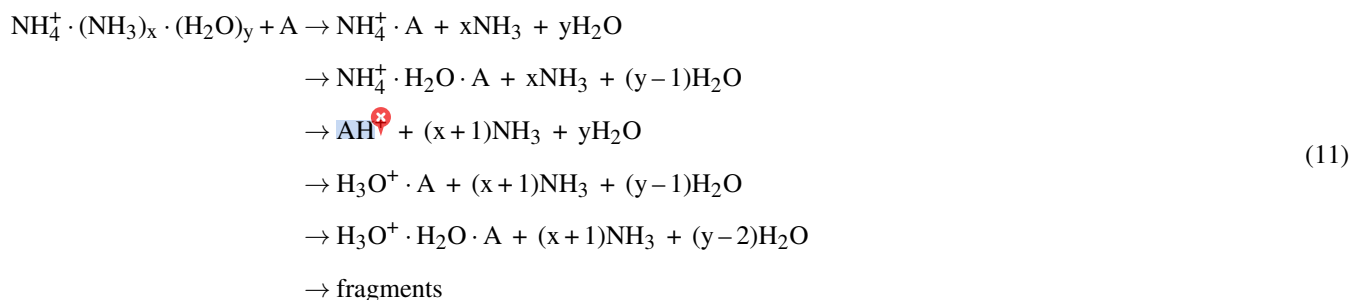 NH₄⁺ · (NH₃)ₓ · (H₂O)y + A → NH₄⁺ · A + xNH₃ + yH₂O
→ NH₄⁺ · H₂O · A + xNH₃ + (y – 1)H₂O
→ AH⁺ + (x + 1)NH₃ + yH₂O
(11)
→ H₃O⁺ · A + (x + 1)NH₃ + (y – 1)H₂O
→ H₃O⁺ · H₂O · A + (x + 1)NH₃ + (y – 2)H₂O
→ fragments